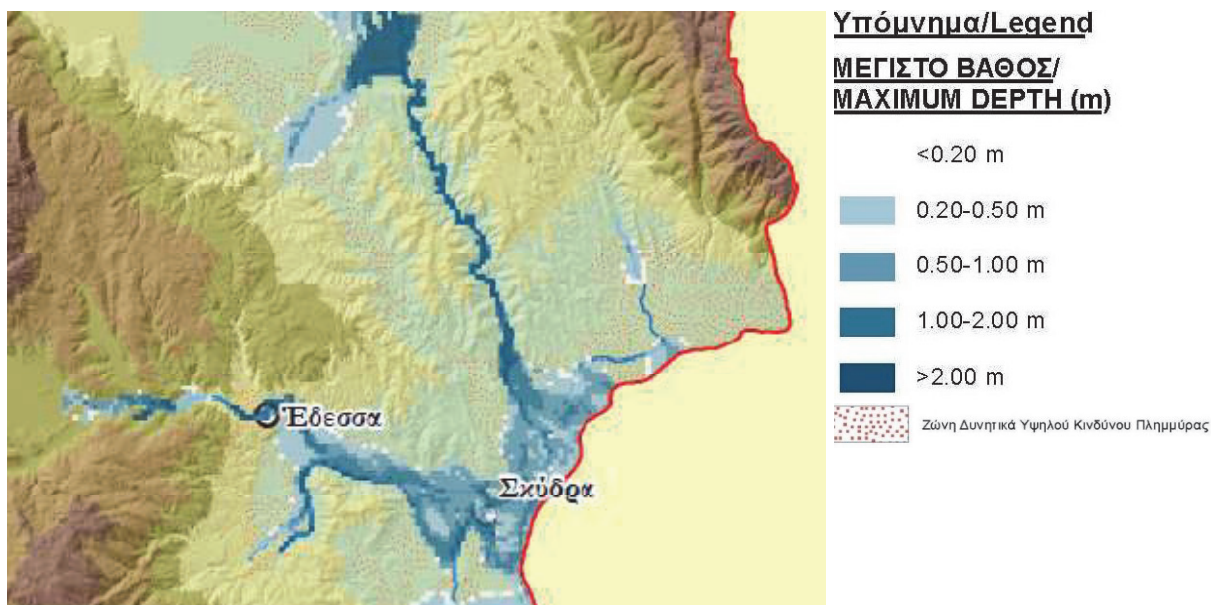 Υπόμνημα/Legend
ΜΕΓΙΣΤΟ ΒΑΘΟΣ/
MAXIMUM DEPTH (m)
<0.20 m
0.20-0.50 m
0.50-1.00 m
1.00-2.00 m
>2.00 m
Ζώνη Δυνητικά Υψηλού Κινδύνου Πλημμύρας
Έδεσσα
Σκύδρα